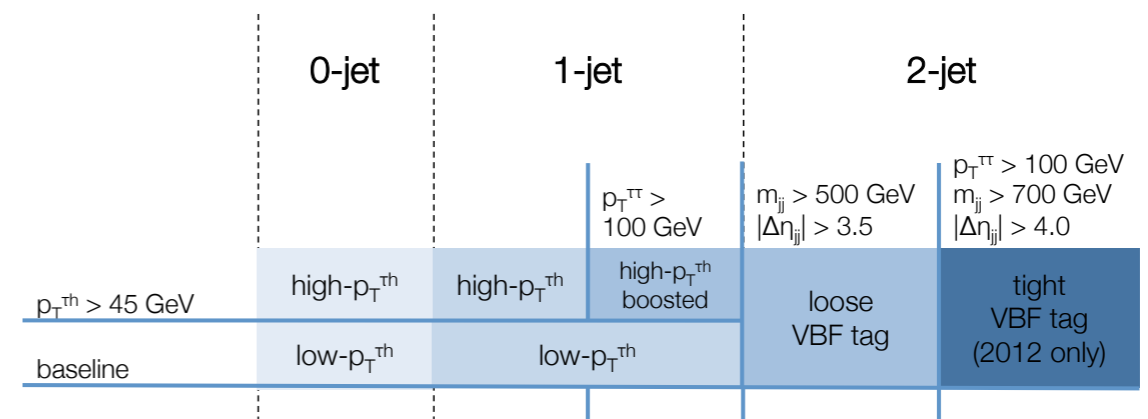 0-jet
1-jet
2-jet
p_T^ττ >
100 GeV
m_jj > 500 GeV
|Δη_jj| > 3.5
p_T^ττ > 100 GeV
m_jj > 700 GeV
|Δη_jj| > 4.0
p_T^τh > 45 GeV
high-p_T^τh
high-p_T^τh
high-p_T^τh
boosted
loose
VBF tag
tight
VBF tag
(2012 only)
baseline
low-p_T^τh
low-p_T^τh